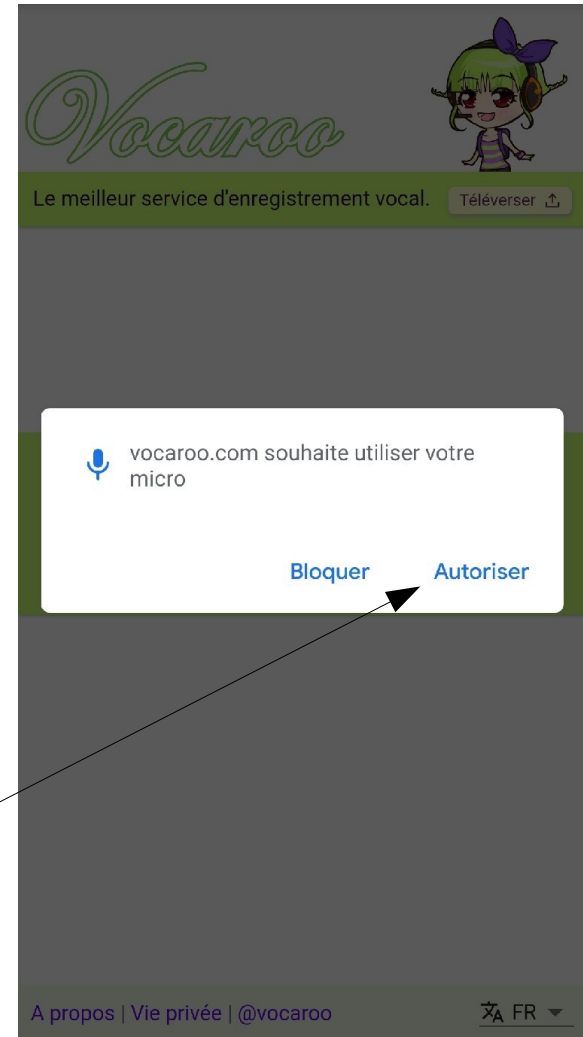 Vocaroo
Le meilleur service d'enregistrement vocal.
Téléverser
vocaroo.com souhaite utiliser votre
micro
Bloquer
Autoriser
A propos | Vie privée | @vocaroo
FR